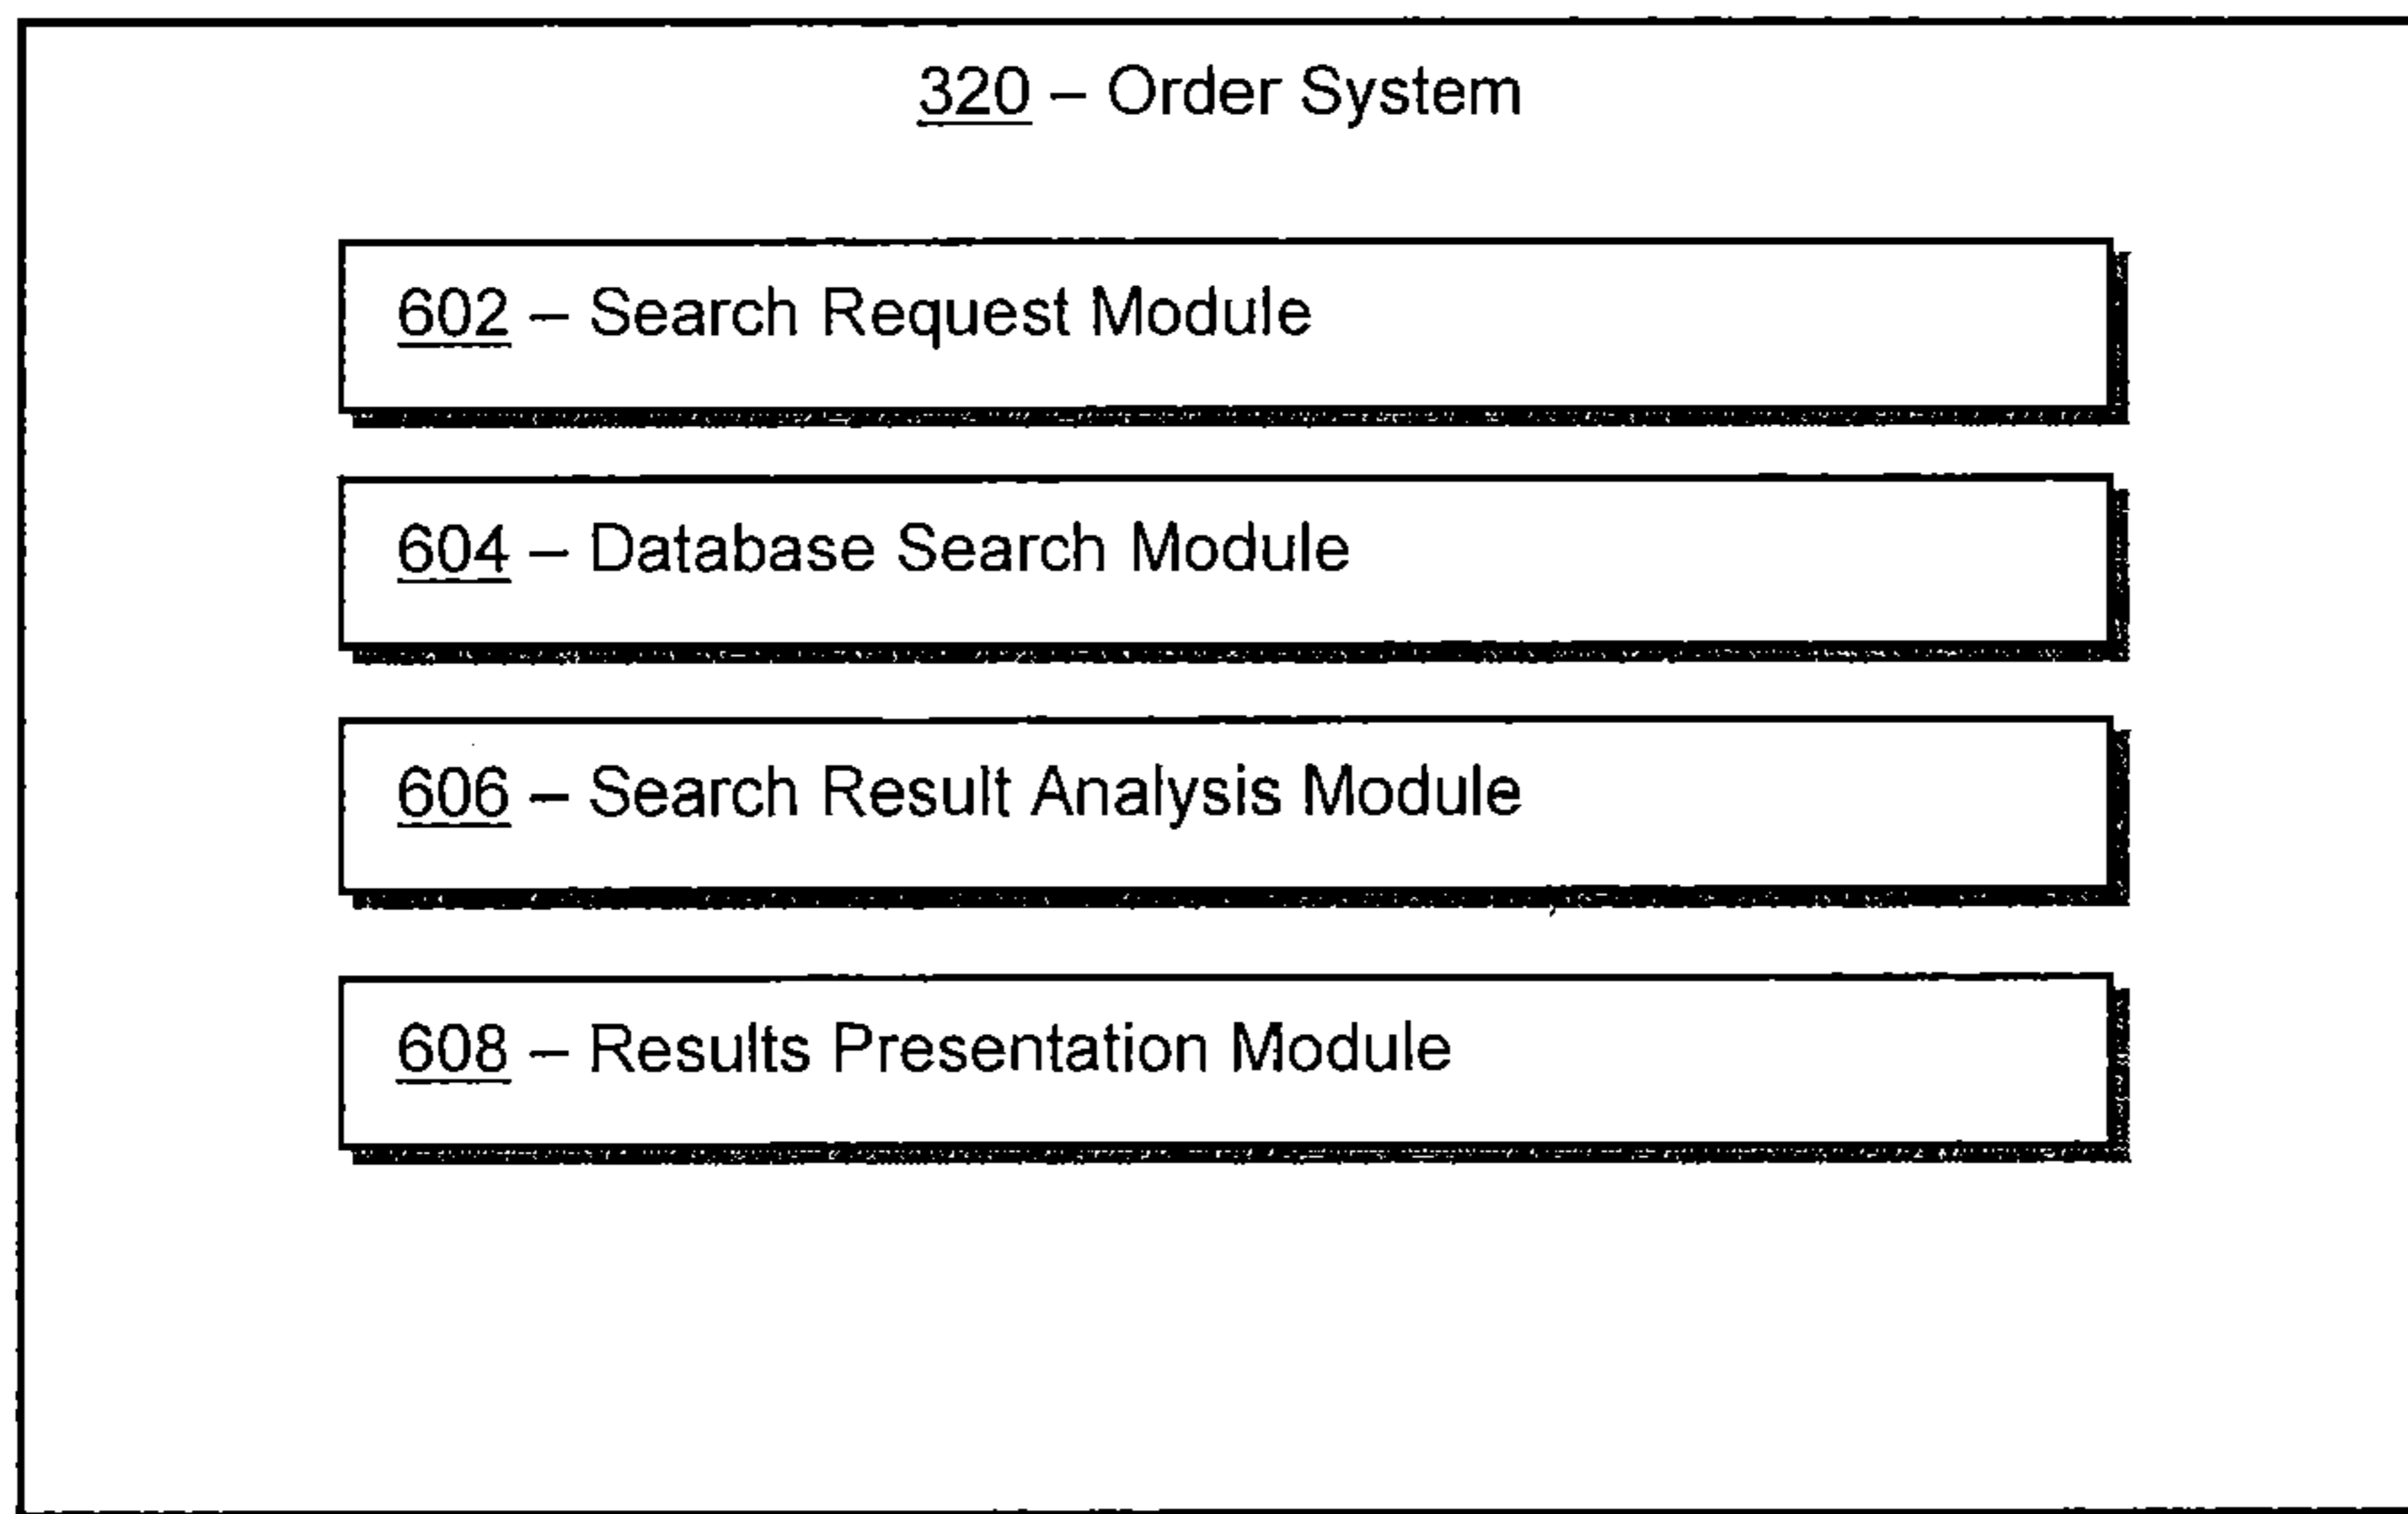 320 – Order System
602 – Search Request Module
604 – Database Search Module
606 – Search Result Analysis Module
608 – Results Presentation Module